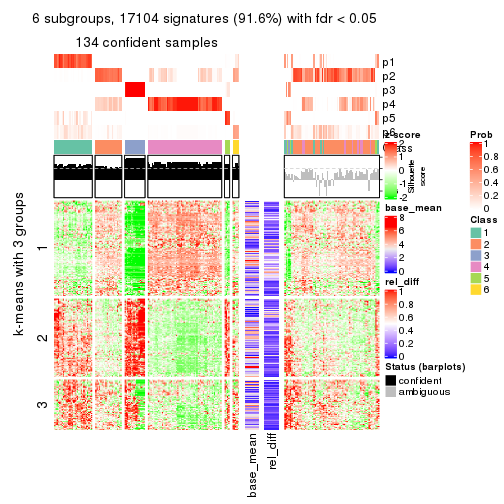 6 subgroups, 17104 signatures (91.6%) with fdr < 0.05
134 confident samples
p1
p2
p3
p4
p5
p6
Class
z-score
2
1
0
-1
-2
Silhouette
score
Prob
1
0.8
0.6
0.4
0.2
0
base_mean
8
6
4
2
0
Class
1
2
3
4
5
6
rel_diff
1
0.8
0.6
0.4
0.2
0
Status (barplots)
confident
ambiguous
k-means with 3 groups
1
2
3
base_mean
rel_diff